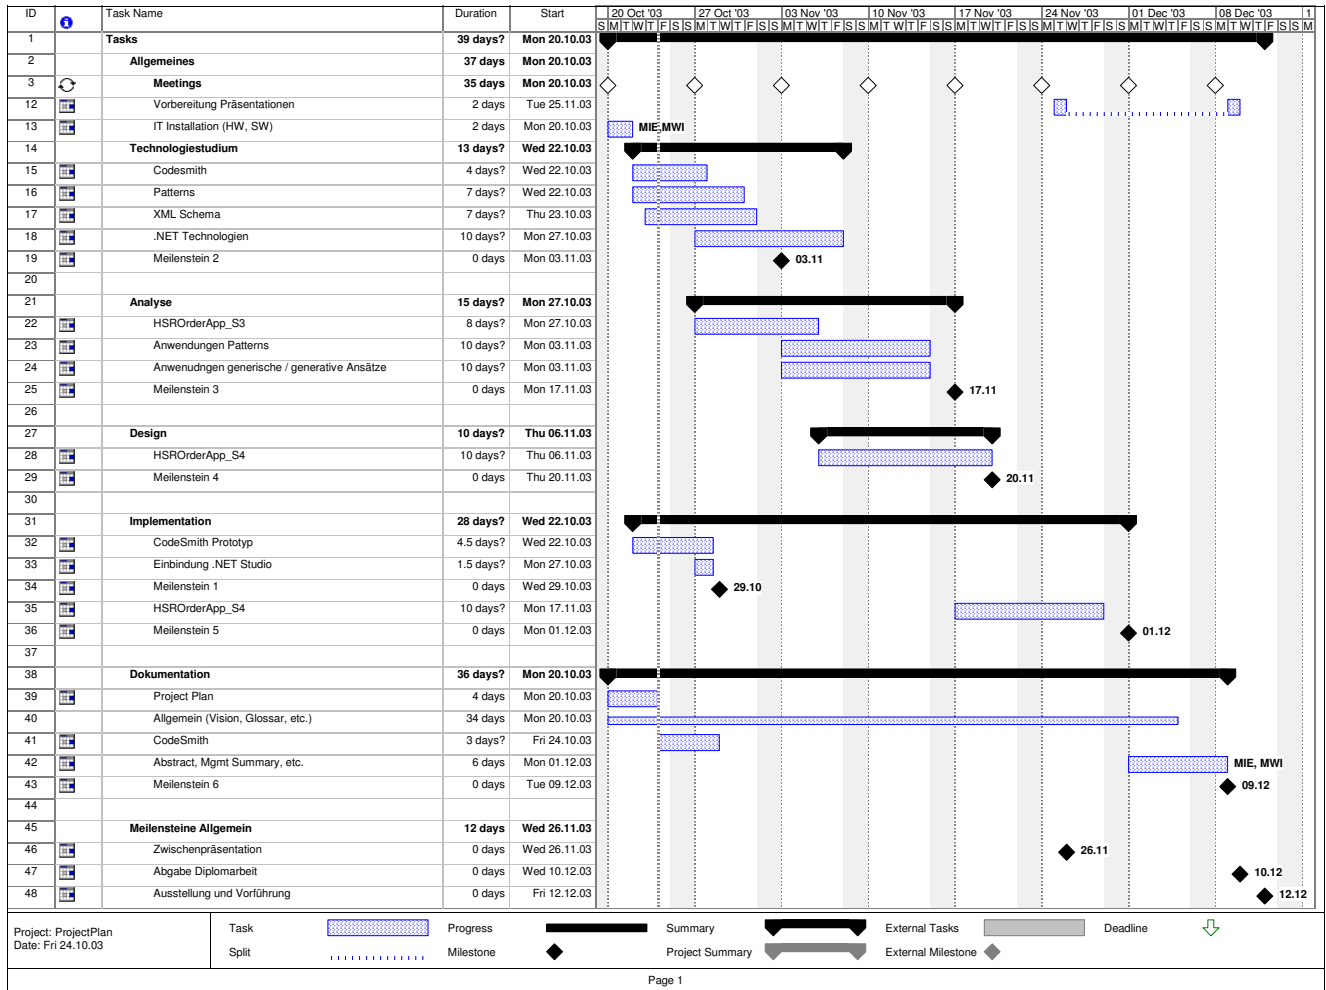 ID Task Name Duration Start 20 Oct '03 27 Oct '03 03 Nov '03 10 Nov '03 17 Nov '03 24 Nov '03 01 Dec '03 08 Dec '03 1
S M T W T F S S M T W T F S S M T W T F S S M T W T F S S M T W T F S S M T W T F S S M T W T F S S M T W T F S S M
1 Tasks 39 days? Mon 20.10.03
2 Allgemeines 37 days Mon 20.10.03
3 Meetings 35 days Mon 20.10.03
12 Vorbereitung Präsentationen 2 days Tue 25.11.03
13 IT Installation (HW, SW) 2 days Mon 20.10.03 MIE,MWI
14 Technologiestudium 13 days? Wed 22.10.03
15 Codesmith 4 days? Wed 22.10.03
16 Patterns 7 days? Wed 22.10.03
17 XML Schema 7 days? Thu 23.10.03
18 .NET Technologien 10 days? Mon 27.10.03
19 Meilenstein 2 0 days Mon 03.11.03 03.11
20
21 Analyse 15 days? Mon 27.10.03
22 HSROrderApp_S3 8 days? Mon 27.10.03
23 Anwendungen Patterns 10 days? Mon 03.11.03
24 Anwenudngen generische / generative Ansätze 10 days? Mon 03.11.03
25 Meilenstein 3 0 days Mon 17.11.03 17.11
26
27 Design 10 days? Thu 06.11.03
28 HSROrderApp_S4 10 days? Thu 06.11.03
29 Meilenstein 4 0 days Thu 20.11.03 20.11
30
31 Implementation 28 days? Wed 22.10.03
32 CodeSmith Prototyp 4.5 days? Wed 22.10.03
33 Einbindung .NET Studio 1.5 days? Mon 27.10.03
34 Meilenstein 1 0 days Wed 29.10.03 29.10
35 HSROrderApp_S4 10 days? Mon 17.11.03
36 Meilenstein 5 0 days Mon 01.12.03 01.12
37
38 Dokumentation 36 days? Mon 20.10.03
39 Project Plan 4 days Mon 20.10.03
40 Allgemein (Vision, Glossar, etc.) 34 days Mon 20.10.03
41 CodeSmith 3 days? Fri 24.10.03
42 Abstract, Mgmt Summary, etc. 6 days Mon 01.12.03 MIE, MWI
43 Meilenstein 6 0 days Tue 09.12.03 09.12
44
45 Meilensteine Allgemein 12 days Wed 26.11.03
46 Zwischenpräsentation 0 days Wed 26.11.03 26.11
47 Abgabe Diplomarbeit 0 days Wed 10.12.03 10.12
48 Ausstellung und Vorführung 0 days Fri 12.12.03 12.12
Project: ProjectPlan
Date: Fri 24.10.03
Task Progress Summary External Tasks Deadline
Split Milestone Project Summary External Milestone
Page 1